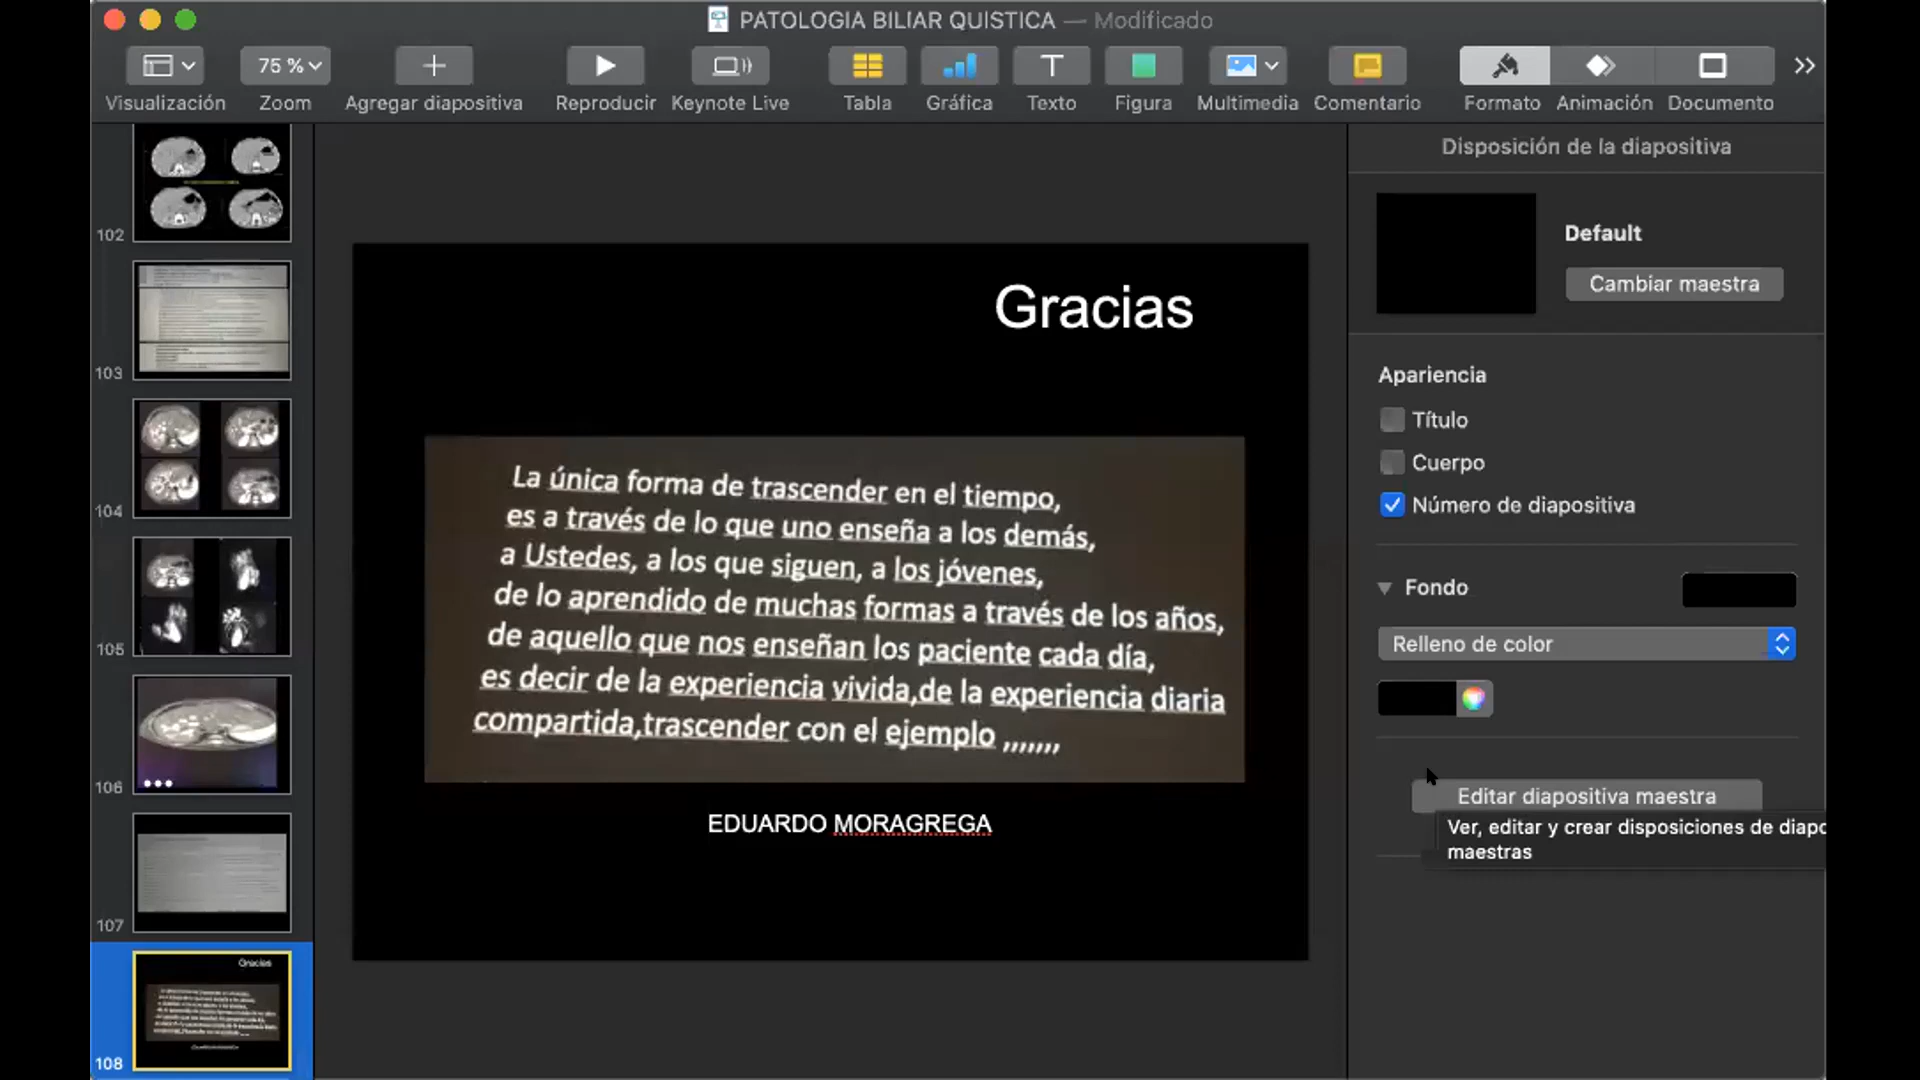 PATOLOGIA BILIAR QUISTICA — Modificado
75 %
Visualización Zoom Agregar diapositiva Reproducir Keynote Live Tabla Gráfica Texto Figura Multimedia Comentario Formato Animación Documento
Disposición de la diapositiva
Default
Cambiar maestra
Apariencia
Título
Cuerpo
Número de diapositiva
Fondo
Relleno de color
Editar diapositiva maestra
Ver, editar y crear disposiciones de diapo
maestras
102
103
104
105
106
107
Gracias
108
Gracias
La única forma de trascender en el tiempo,
es a través de lo que uno enseña a los demás,
a Ustedes, a los que siguen, a los jóvenes,
de lo aprendido de muchas formas a través de los años,
de aquello que nos enseñan los paciente cada día,
es decir de la experiencia vivida,de la experiencia diaria
compartida,trascender con el ejemplo ,,,,,,,
EDUARDO MORAGREGA